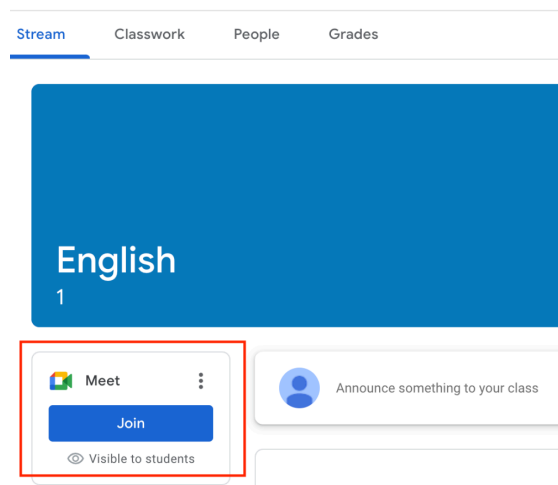 Stream Classwork People Grades
English
1
Meet
Join
Visible to students
Announce something to your class